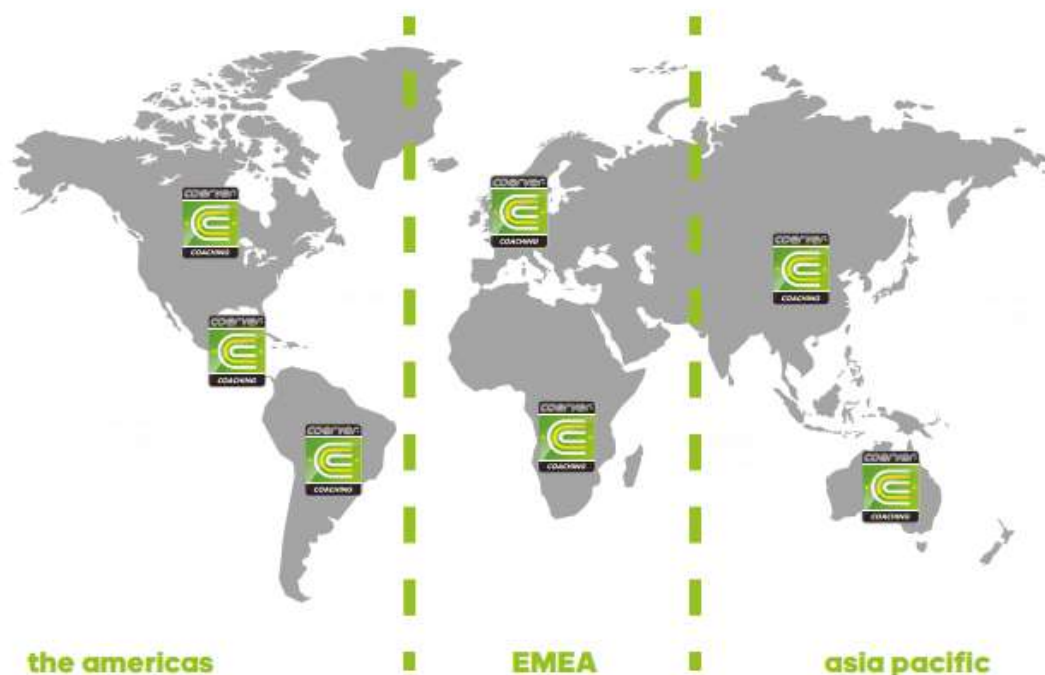 coerver
COACHING
coerver
COACHING
coerver
COACHING
coerver
COACHING
coerver
COACHING
coerver
COACHING
coerver
COACHING
the americas
EMEA
asia pacific